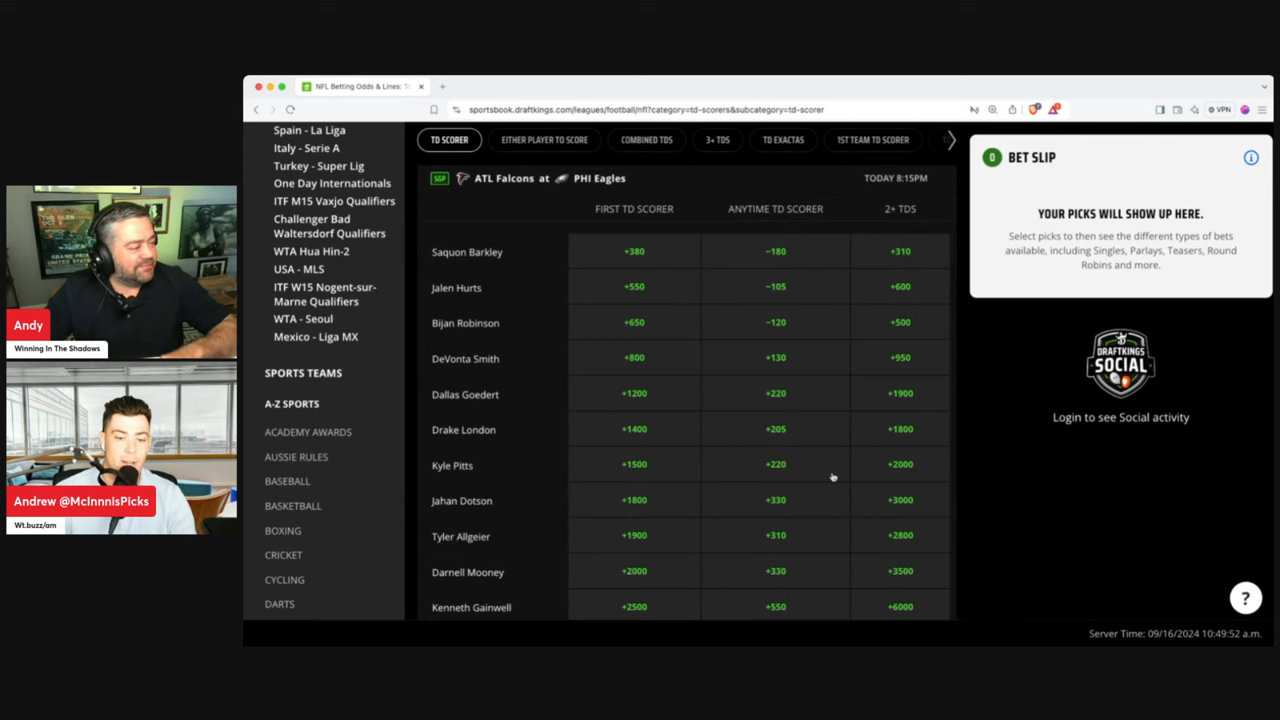 NFL Betting Odds & Lines: T
sportsbook.draftkings.com/leagues/football/nfl?category=td-scorers&subcategory=td-scorer
VPN
Spain - La Liga
Italy - Serie A
Turkey - Super Lig
One Day Internationals
ITF M15 Vaxjo Qualifiers
Challenger Bad
Waltersdorf Qualifiers
WTA Hua Hin-2
USA - MLS
ITF W15 Nogent-sur-
Marne Qualifiers
WTA - Seoul
Mexico - Liga MX
SPORTS TEAMS
A-Z SPORTS
ACADEMY AWARDS
AUSSIE RULES
BASEBALL
BASKETBALL
BOXING
CRICKET
CYCLING
DARTS
TD SCORER EITHER PLAYER TO SCORE COMBINED TDS 3+ TDS TD EXACTAS 1ST TEAM TD SCORER
SGP ATL Falcons at PHI Eagles TODAY 8:15PM
FIRST TD SCORER ANYTIME TD SCORER 2+ TDS
Saquon Barkley +380 −180 +310
Jalen Hurts +550 −105 +600
Bijan Robinson +650 −120 +500
DeVonta Smith +800 +130 +950
Dallas Goedert +1200 +220 +1900
Drake London +1400 +205 +1800
Kyle Pitts +1500 +220 +2000
Jahan Dotson +1800 +330 +3000
Tyler Allgeier +1900 +310 +2800
Darnell Mooney +2000 +330 +3500
Kenneth Gainwell +2500 +550 +6000
0 BET SLIP
YOUR PICKS WILL SHOW UP HERE.
Select picks to then see the different types of bets
available, including Singles, Parlays, Teasers, Round
Robins and more.
DRAFTKINGS
SOCIAL
Login to see Social activity
?
Server Time: 09/16/2024 10:49:52 a.m.
GRAND PRIX
UNITED STATES
Andy
Winning In The Shadows
Andrew @McInnnisPicks
Wt.buzz/am